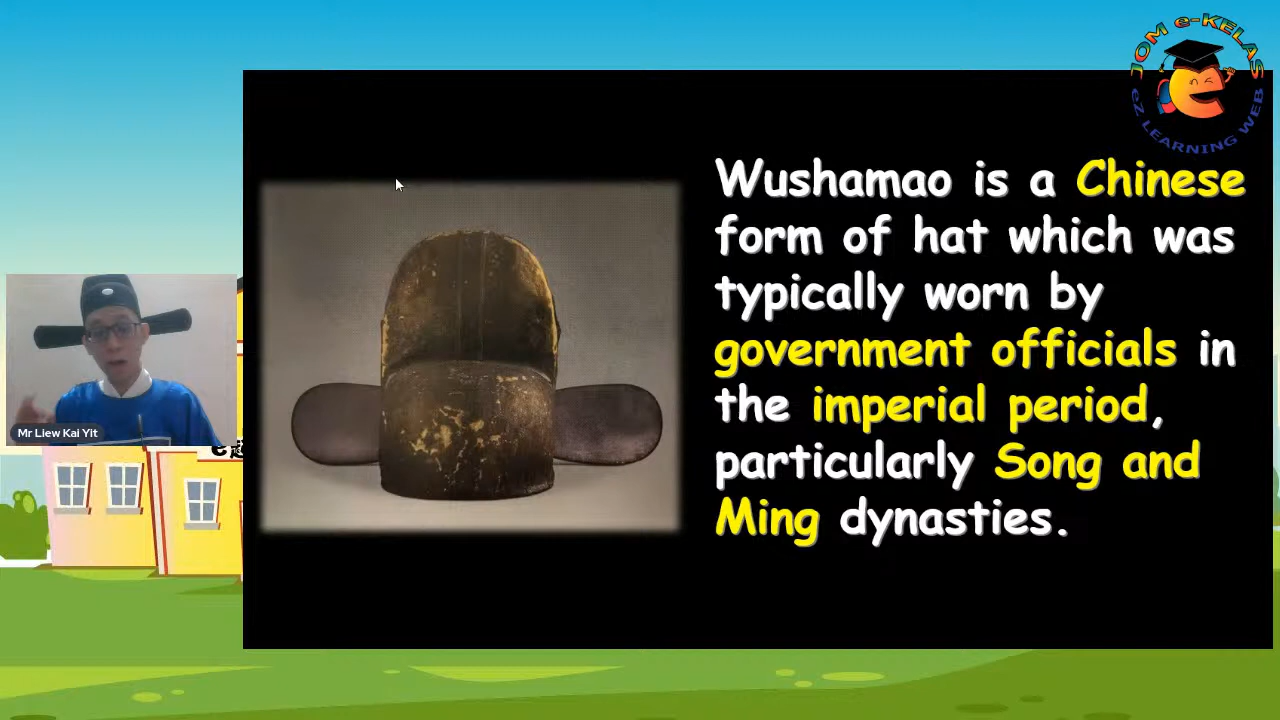 JOM e-KELAS
eZ LEARNING WEB
Wushamao is a Chinese
form of hat which was
typically worn by
government officials in
the imperial period,
particularly Song and
Ming dynasties.
Mr Liew Kai Yit